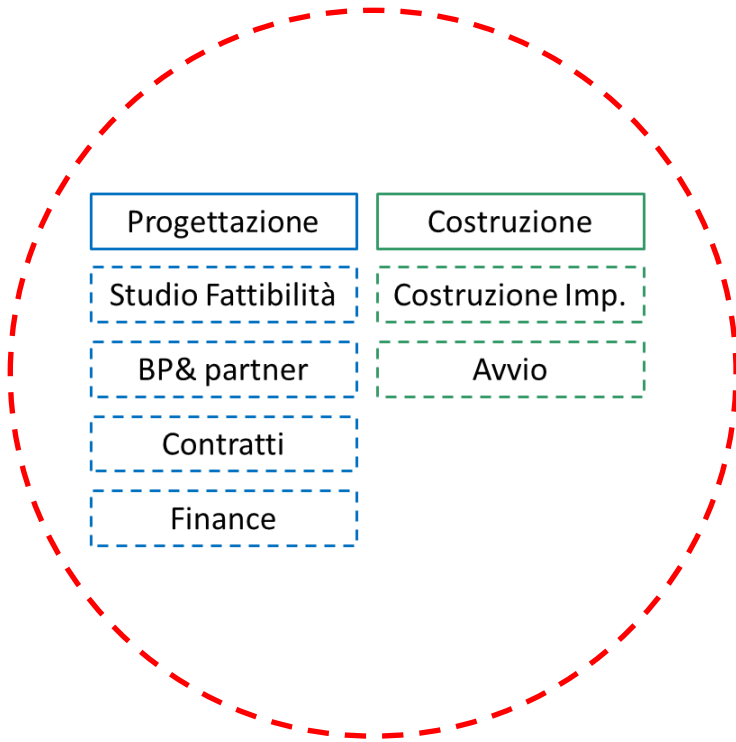 Progettazione
Costruzione
Studio Fattibilità
Costruzione Imp.
BP& partner
Avvio
Contratti
Finance